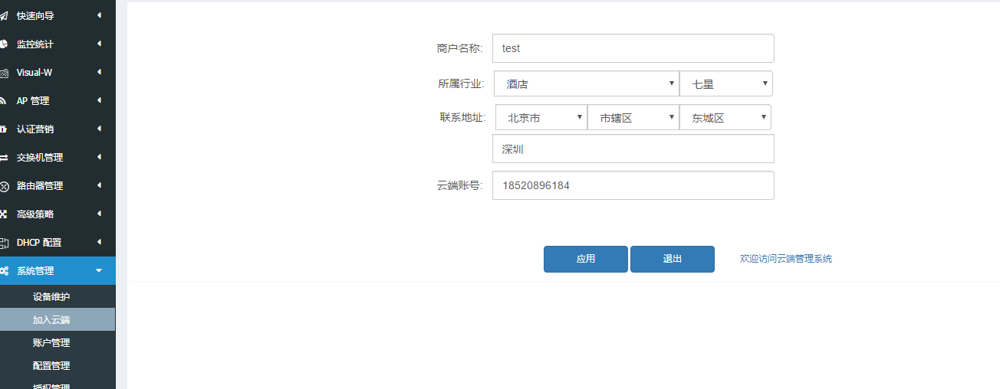 快速向导
监控统计
Visual-W
AP 管理
认证营销
交换机管理
路由器管理
高级策略
DHCP 配置
系统管理
设备维护
加入云端
账户管理
配置管理
授权管理
商户名称: test
所属行业: 酒店 七星
联系地址: 北京市 市辖区 东城区
深圳
云端账号: 18520896184
应用 退出 欢迎访问云端管理系统